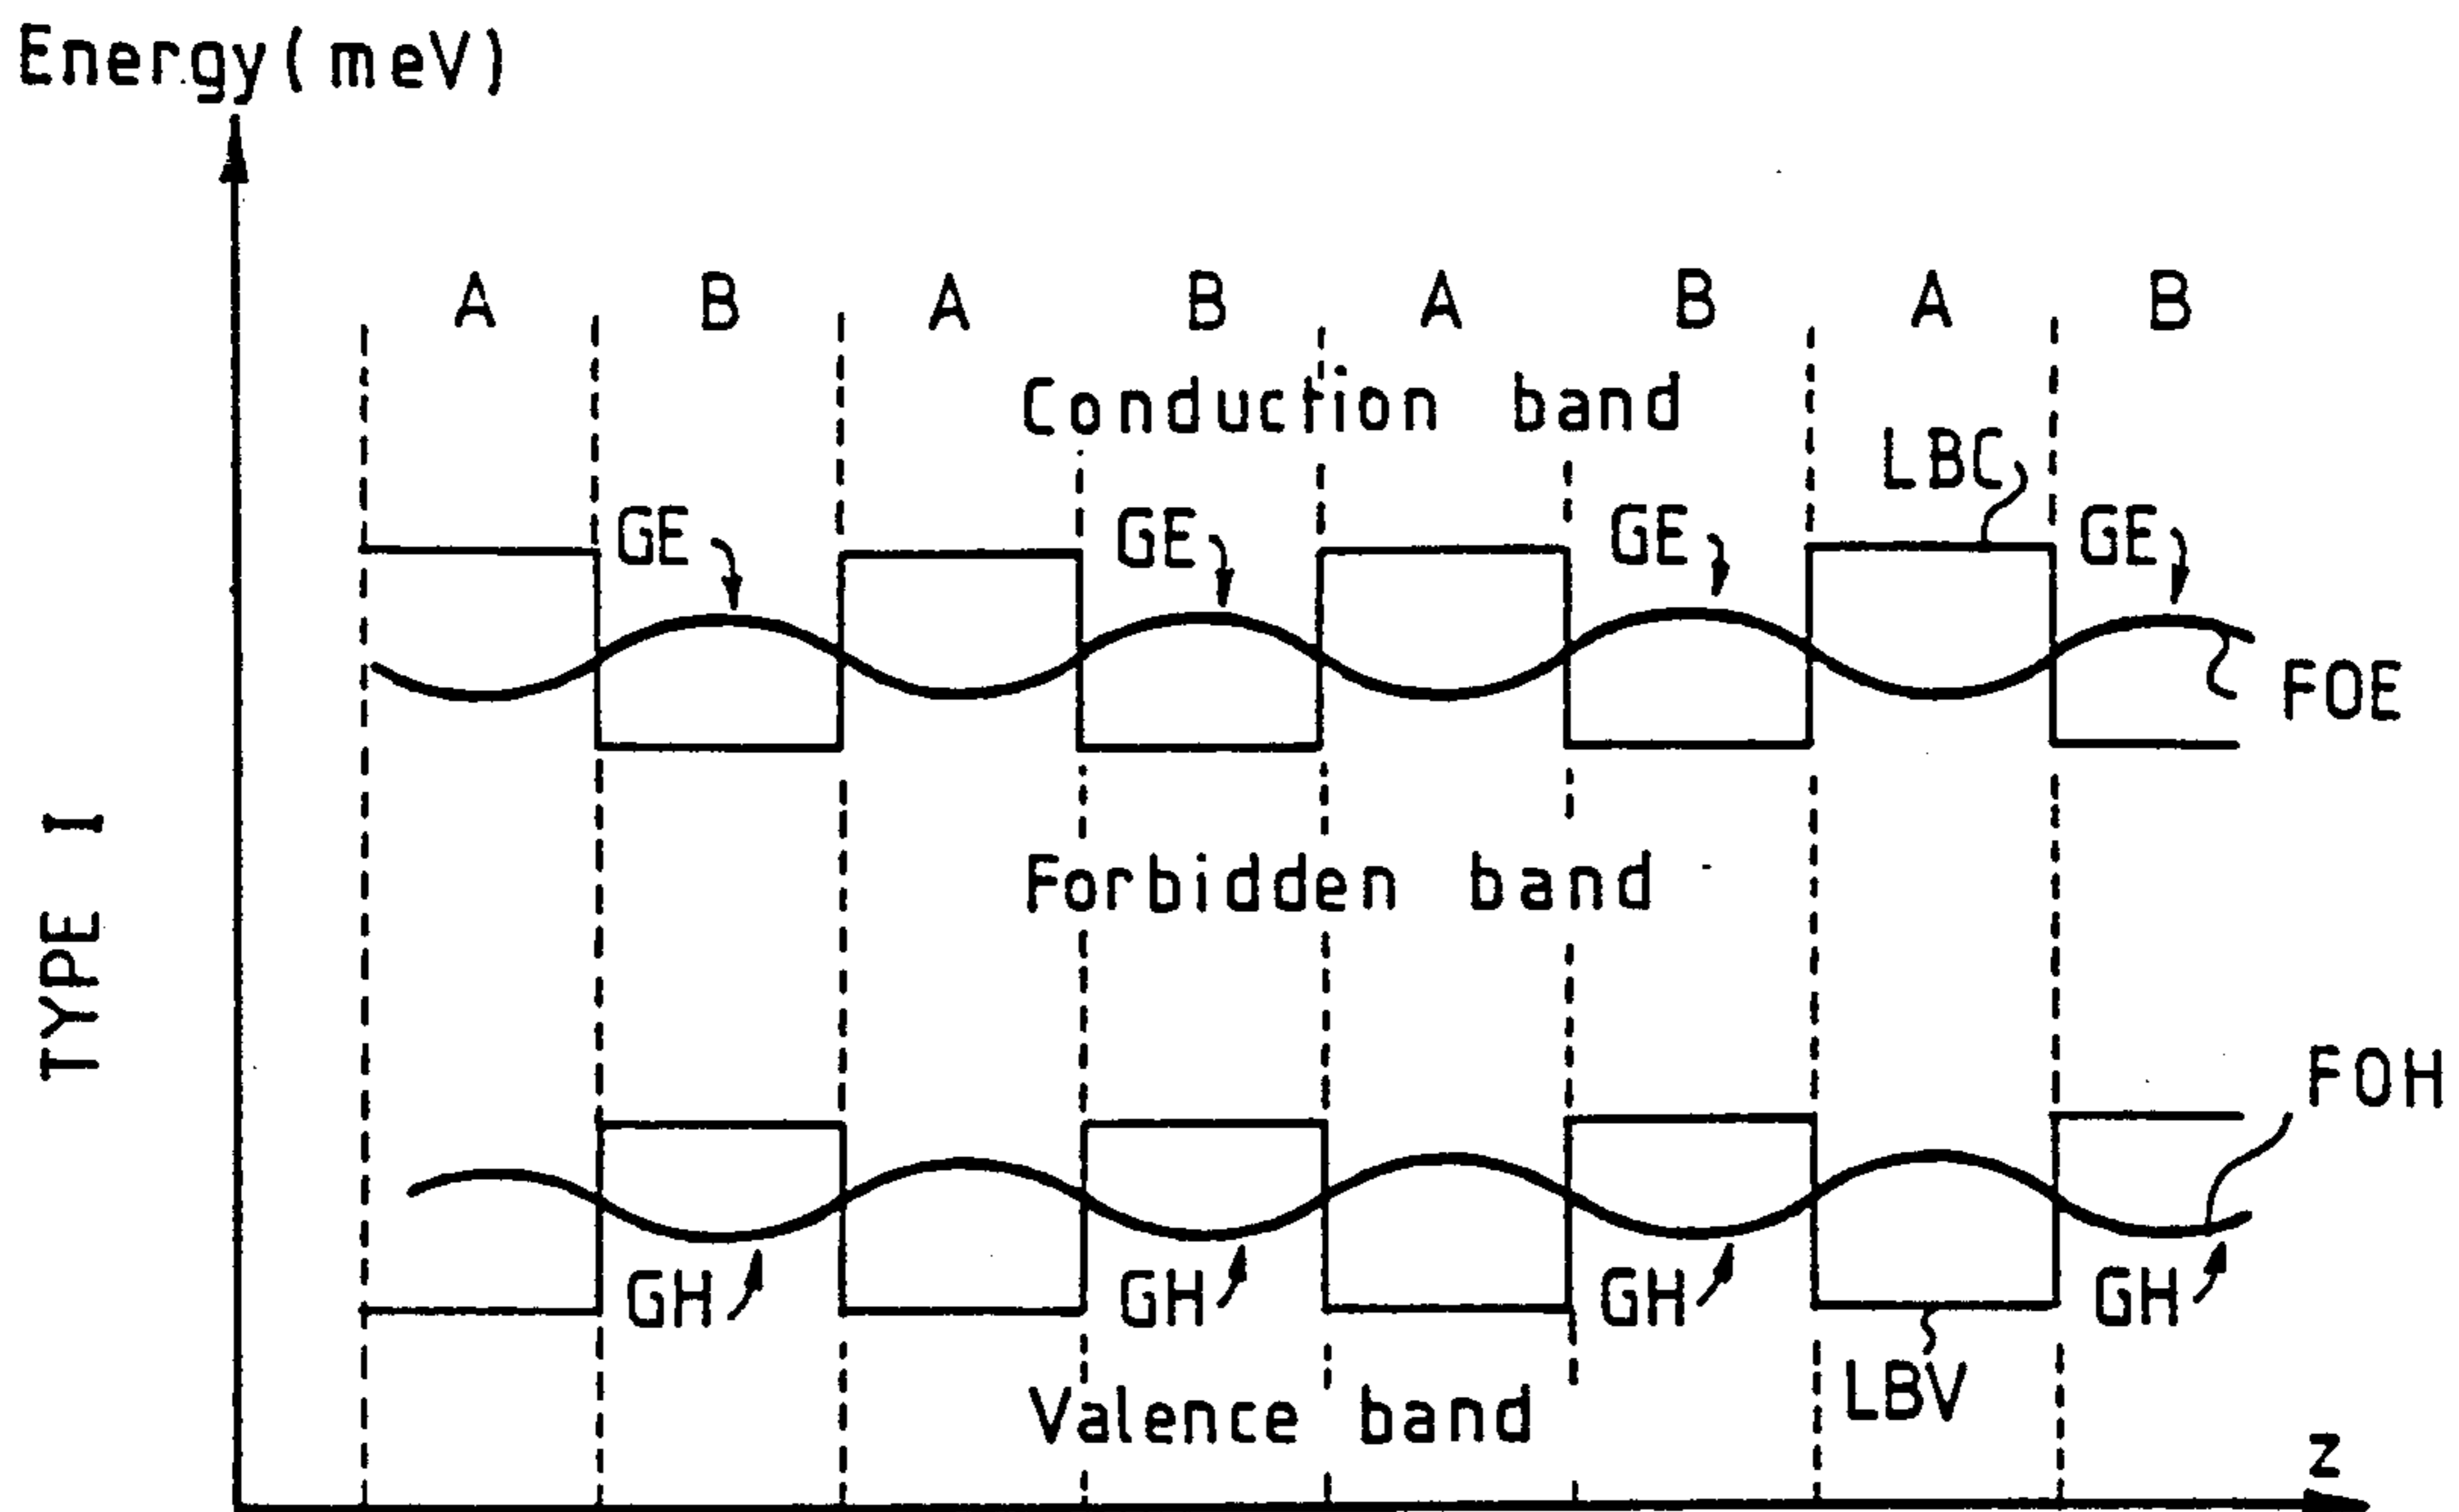 Energy(meV)
A B A B A B A B
Conduction band
LBC
GE GE GE GE
FOE
TYPE I
Forbidden band
FOH
GH GH GH GH
LBV
Valence band
z